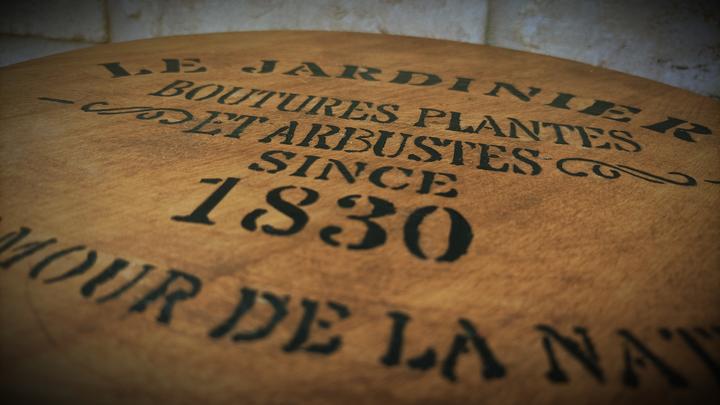 LE JARDINIER
BOUTURES PLANTES
ET ARBUSTES
SINCE
1830
MOUR DE LA NAT